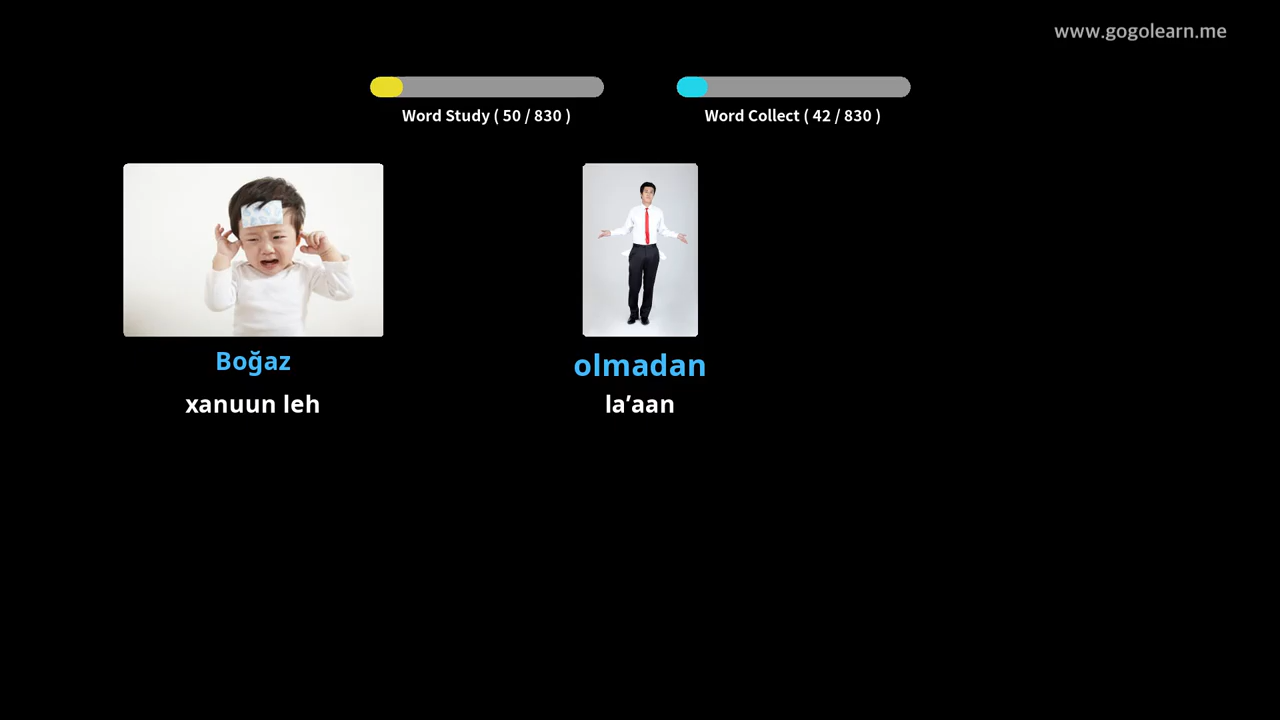 www.gogolearn.me
Word Study ( 50 / 830 )
Word Collect ( 42 / 830 )
Boğaz
xanuun leh
olmadan
la’aan